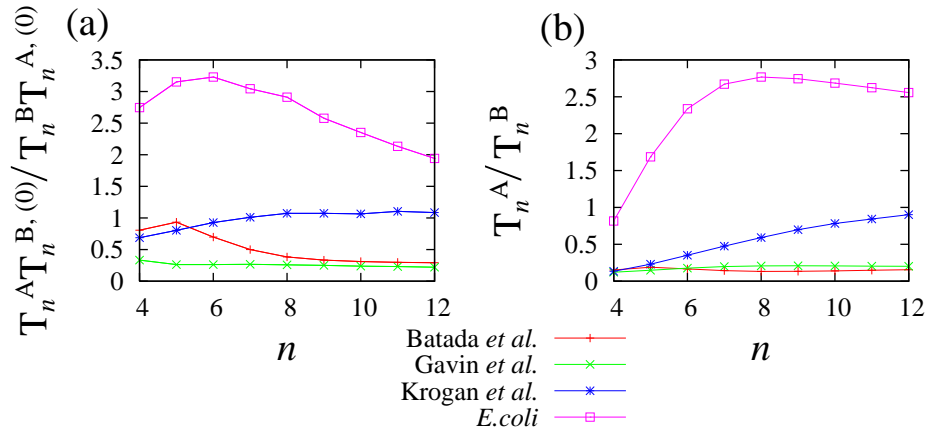 (a)
T_n^A T_n^B, (0) / T_n^B T_n^A, (0)
3.5
3
2.5
2
1.5
1
0.5
0
4 6 8 10 12
n
(b)
T_n^A / T_n^B
3
2.5
2
1.5
1
0.5
0
4 6 8 10 12
n
Batada et al.
Gavin et al.
Krogan et al.
E.coli